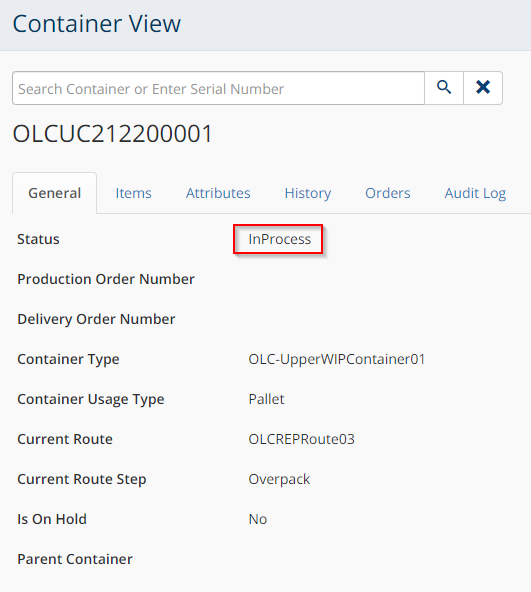 Container View
Search Container or Enter Serial Number
OLCUC212200001
General Items Attributes History Orders Audit Log
Status InProcess
Production Order Number
Delivery Order Number
Container Type OLC-UpperWIPContainer01
Container Usage Type Pallet
Current Route OLCREPRoute03
Current Route Step Overpack
Is On Hold No
Parent Container